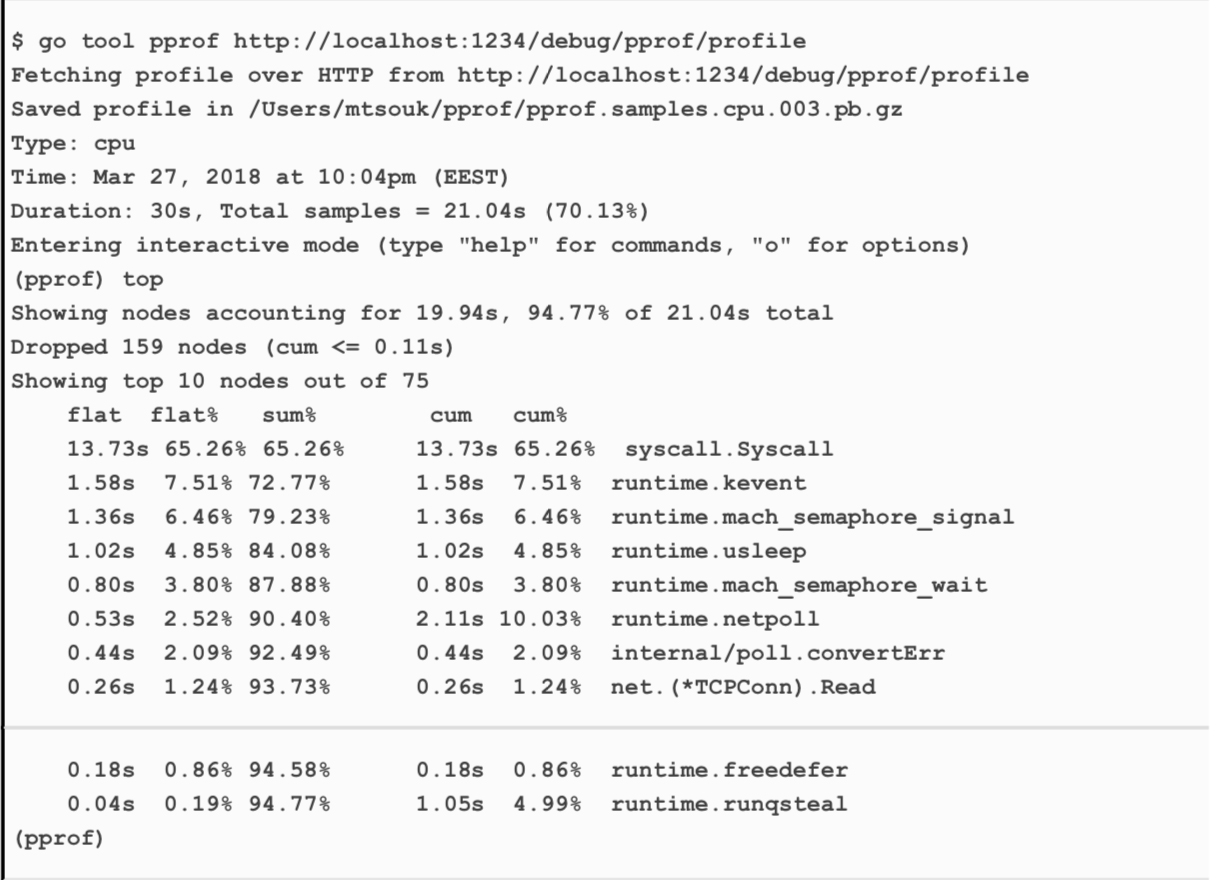 $ go tool pprof http://localhost:1234/debug/pprof/profile
Fetching profile over HTTP from http://localhost:1234/debug/pprof/profile
Saved profile in /Users/mtsouk/pprof/pprof.samples.cpu.003.pb.gz
Type: cpu
Time: Mar 27, 2018 at 10:04pm (EEST)
Duration: 30s, Total samples = 21.04s (70.13%)
Entering interactive mode (type "help" for commands, "o" for options)
(pprof) top
Showing nodes accounting for 19.94s, 94.77% of 21.04s total
Dropped 159 nodes (cum <= 0.11s)
Showing top 10 nodes out of 75
flat flat% sum% cum cum%
13.73s 65.26% 65.26% 13.73s 65.26% syscall.Syscall
1.58s 7.51% 72.77% 1.58s 7.51% runtime.kevent
1.36s 6.46% 79.23% 1.36s 6.46% runtime.mach_semaphore_signal
1.02s 4.85% 84.08% 1.02s 4.85% runtime.usleep
0.80s 3.80% 87.88% 0.80s 3.80% runtime.mach_semaphore_wait
0.53s 2.52% 90.40% 2.11s 10.03% runtime.netpoll
0.44s 2.09% 92.49% 0.44s 2.09% internal/poll.convertErr
0.26s 1.24% 93.73% 0.26s 1.24% net.(*TCPConn).Read
0.18s 0.86% 94.58% 0.18s 0.86% runtime.freedefer
0.04s 0.19% 94.77% 1.05s 4.99% runtime.runqsteal
(pprof)